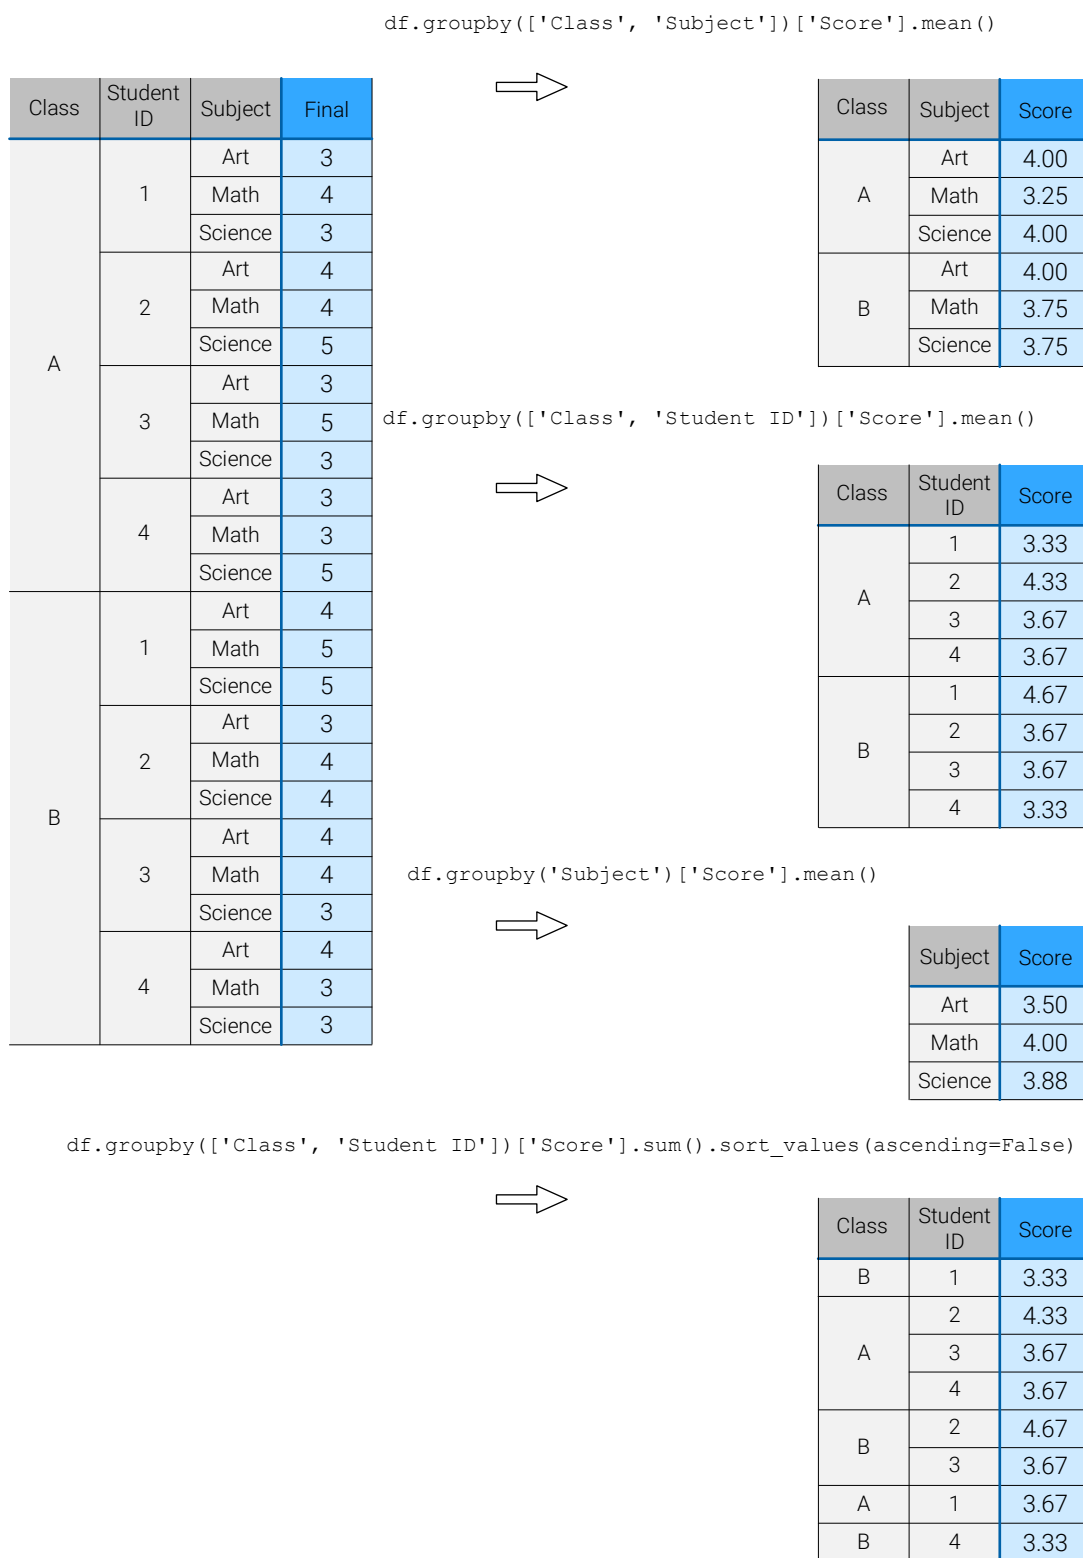 df.groupby(['Class', 'Subject'])['Score'].mean()
Class Student ID Subject Final
A 1 Art 3
Math 4
Science 3
2 Art 4
Math 4
Science 5
3 Art 3
Math 5
Science 3
4 Art 3
Math 3
Science 5
B 1 Art 4
Math 5
Science 5
2 Art 3
Math 4
Science 4
3 Art 4
Math 4
Science 3
4 Art 4
Math 3
Science 3
Class Subject Score
A Art 4.00
Math 3.25
Science 4.00
B Art 4.00
Math 3.75
Science 3.75
df.groupby(['Class', 'Student ID'])['Score'].mean()
Class Student ID Score
A 1 3.33
2 4.33
3 3.67
4 3.67
B 1 4.67
2 3.67
3 3.67
4 3.33
df.groupby('Subject')['Score'].mean()
Subject Score
Art 3.50
Math 4.00
Science 3.88
df.groupby(['Class', 'Student ID'])['Score'].sum().sort_values(ascending=False)
Class Student ID Score
B 1 3.33
A 2 4.33
3 3.67
4 3.67
B 2 4.67
3 3.67
A 1 3.67
B 4 3.33